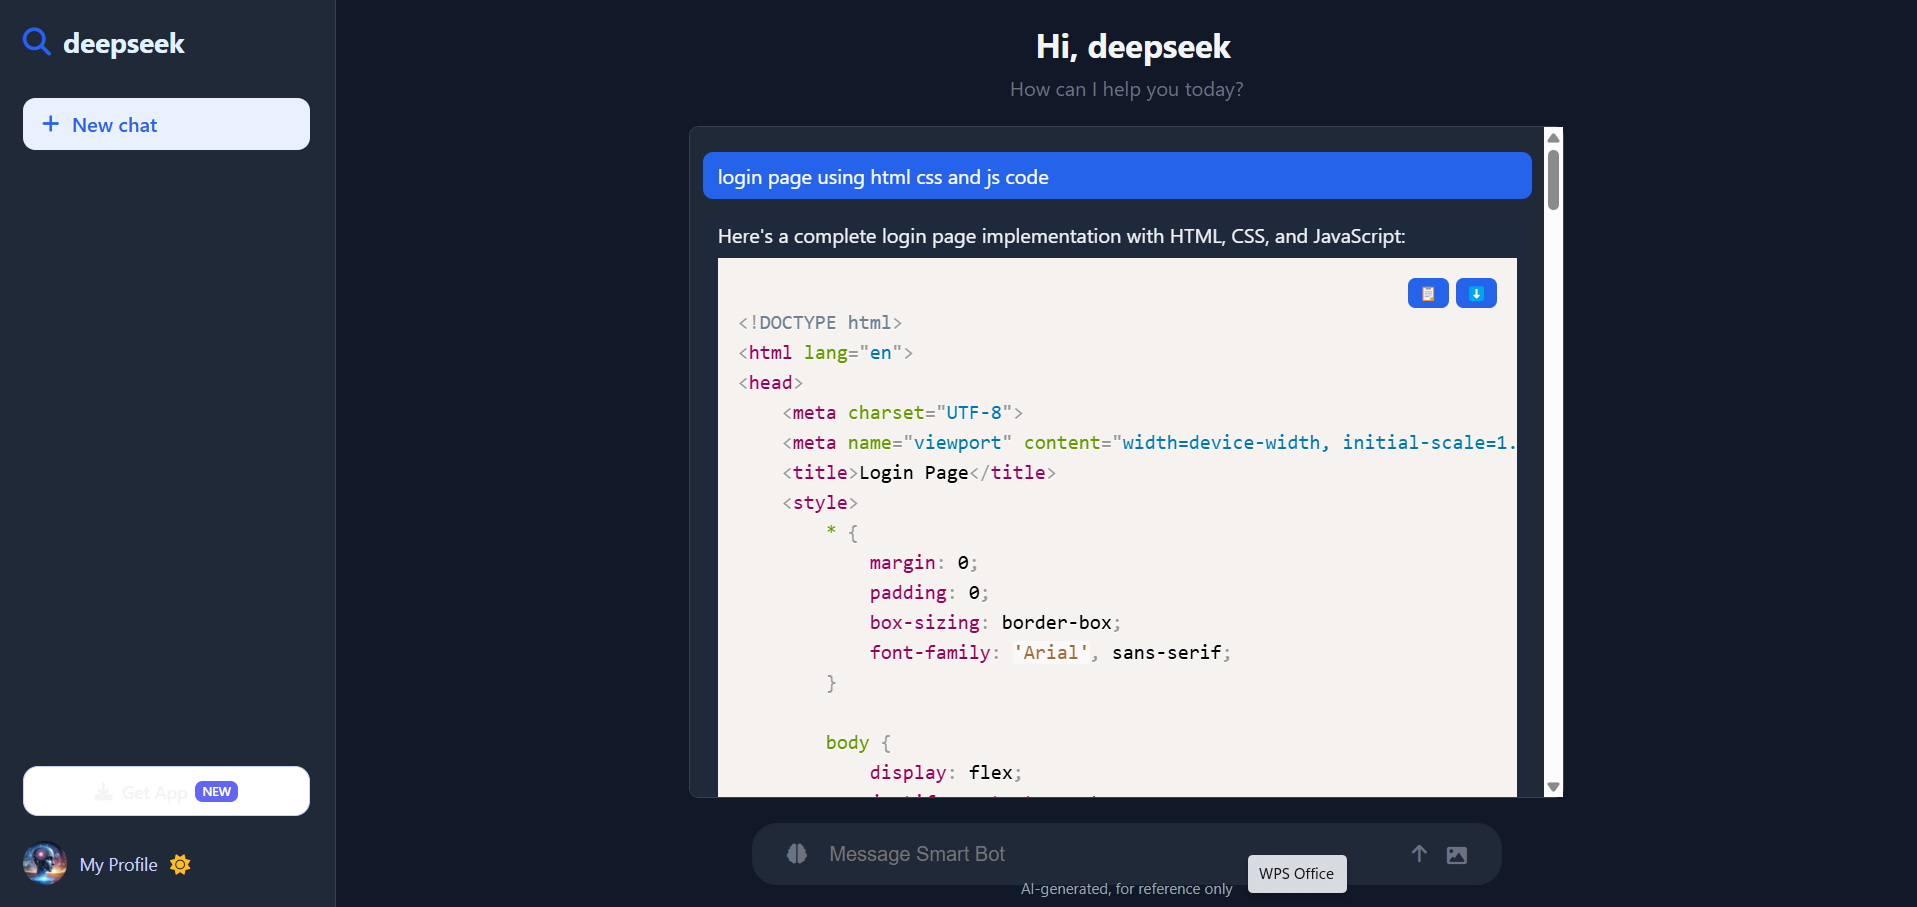 deepseek
New chat
Get App NEW
My Profile
Hi, deepseek
How can I help you today?
login page using html css and js code
Here's a complete login page implementation with HTML, CSS, and JavaScript:
<!DOCTYPE html>
<html lang="en">
<head>
    <meta charset="UTF-8">
    <meta name="viewport" content="width=device-width, initial-scale=1.
    <title>Login Page</title>
    <style>
        * {
            margin: 0;
            padding: 0;
            box-sizing: border-box;
            font-family: 'Arial', sans-serif;
        }
        body {
            display: flex;
Message Smart Bot
WPS Office
AI-generated, for reference only